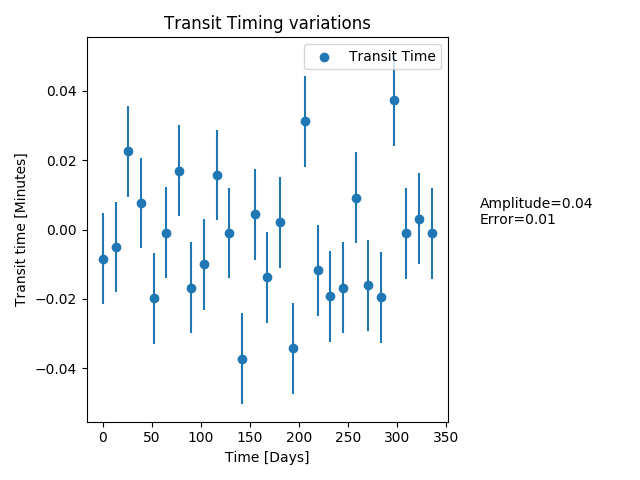 Transit Timing variations
Transit Time
Transit time [Minutes]
0.04
0.02
0.00
−0.02
−0.04
0
50
100
150
200
250
300
350
Time [Days]
Amplitude=0.04
Error=0.01